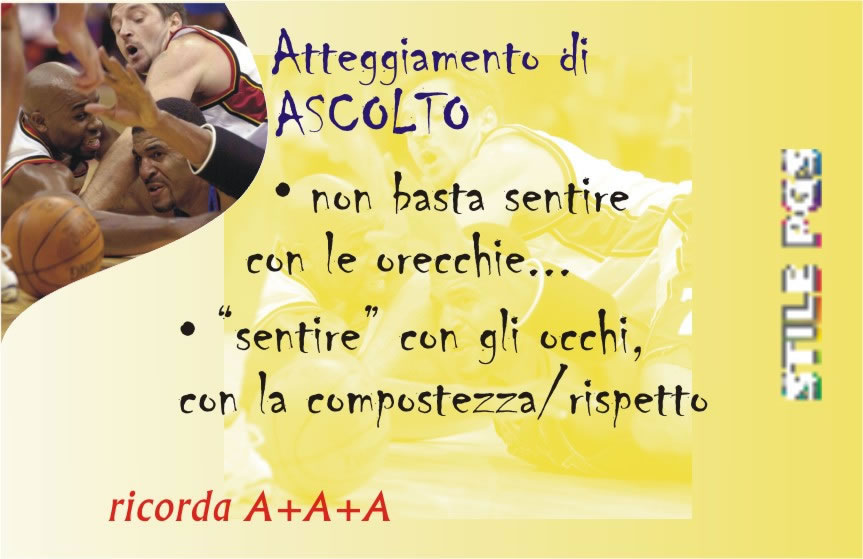 Atteggiamento di
ASCOLTO
• non basta sentire
con le orecchie...
• “sentire” con gli occhi,
con la compostezza/rispetto
ricorda A+A+A
STILE PGS